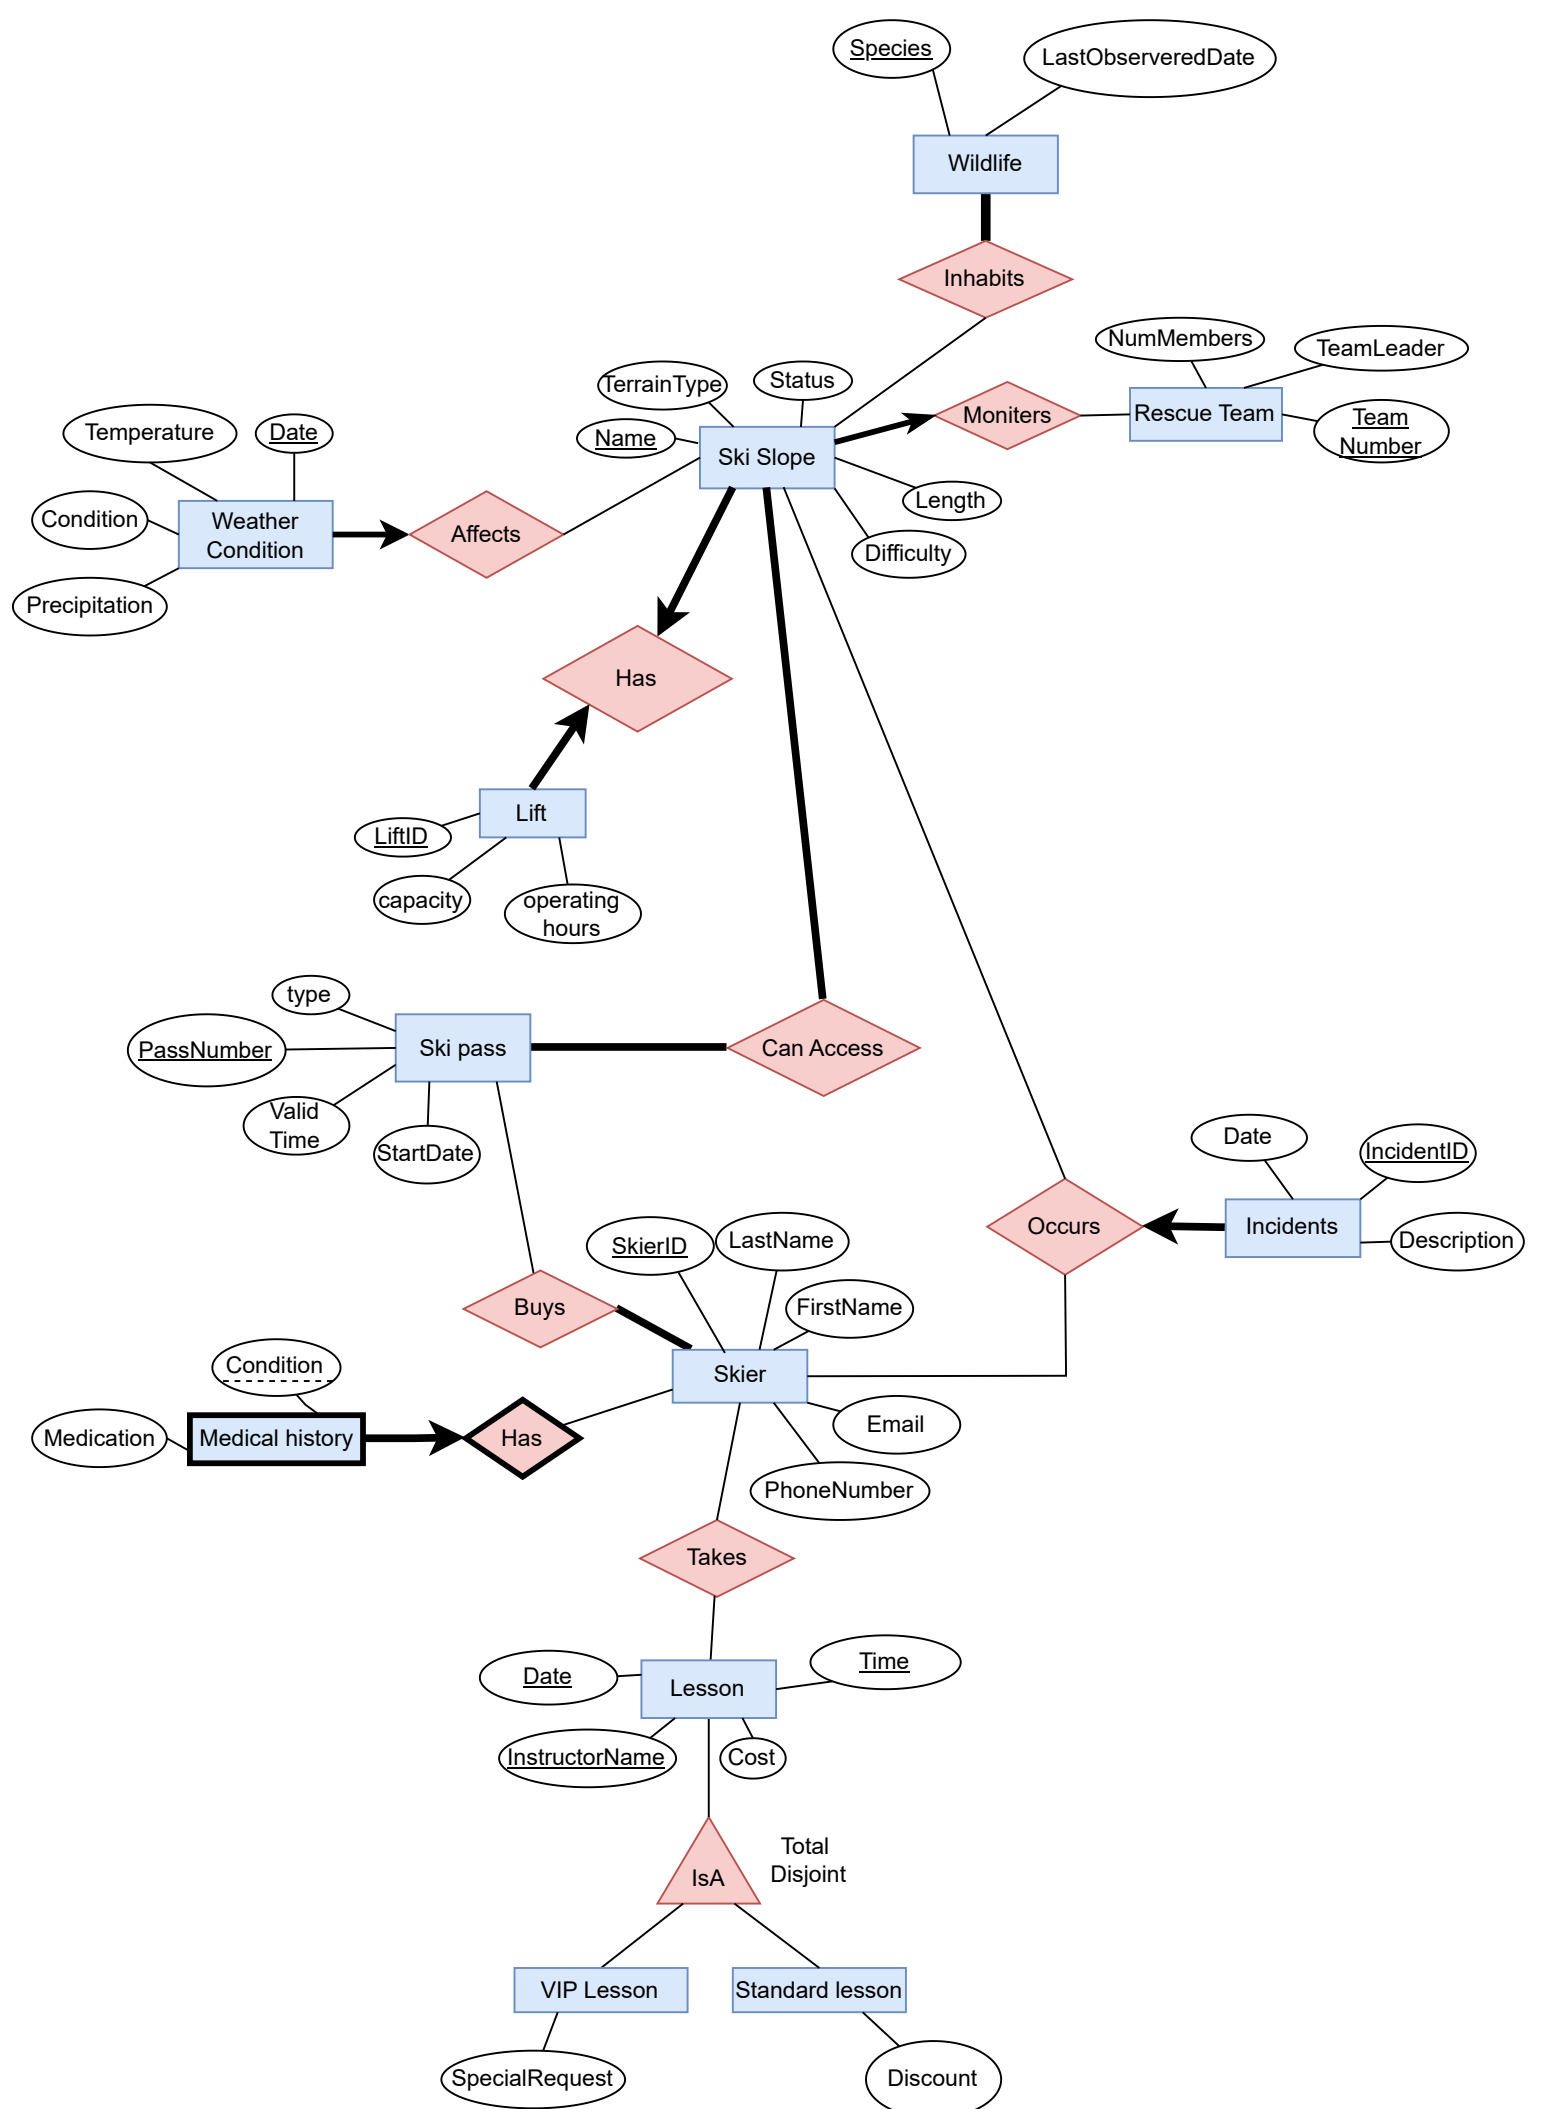 Species
LastObserveredDate
Wildlife
Inhabits
NumMembers
TeamLeader
TerrainType
Status
Moniters
Rescue Team
Team
Number
Name
Ski Slope
Temperature
Date
Length
Difficulty
Condition
Weather
Condition
Affects
Precipitation
Has
Lift
LiftID
capacity
operating
hours
type
PassNumber
Ski pass
Can Access
Valid
Time
StartDate
Date
IncidentID
Occurs
Incidents
Description
SkierID
LastName
FirstName
Buys
Skier
Condition
Email
Medication
Medical history
Has
PhoneNumber
Takes
Date
Time
Lesson
InstructorName
Cost
Total
Disjoint
IsA
VIP Lesson
Standard lesson
SpecialRequest
Discount